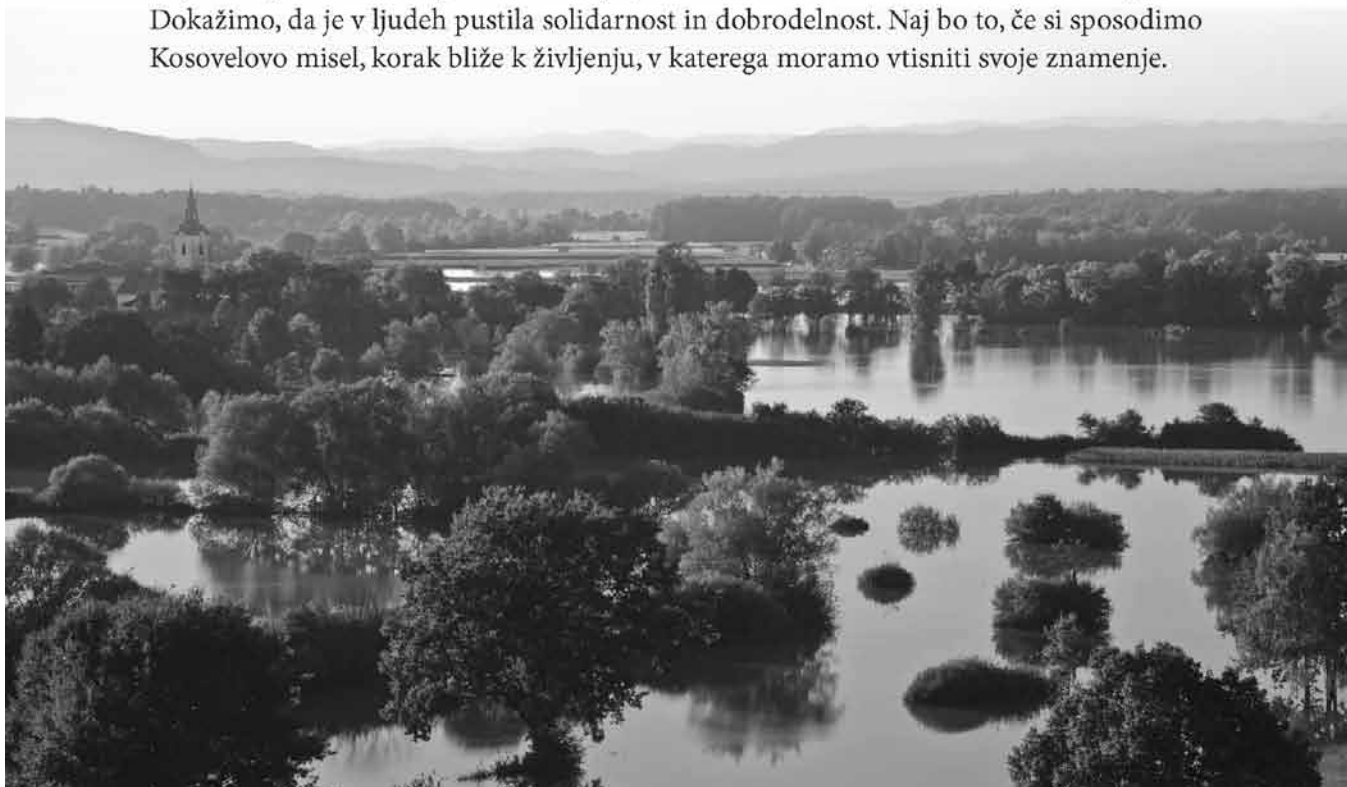 Dokažimo, da je v ljudeh pustila solidarnost in dobrodelnost. Naj bo to, če si sposodimo
Kosovelovo misel, korak bliže k življenju, v katerega moramo vtisniti svoje znamenje.